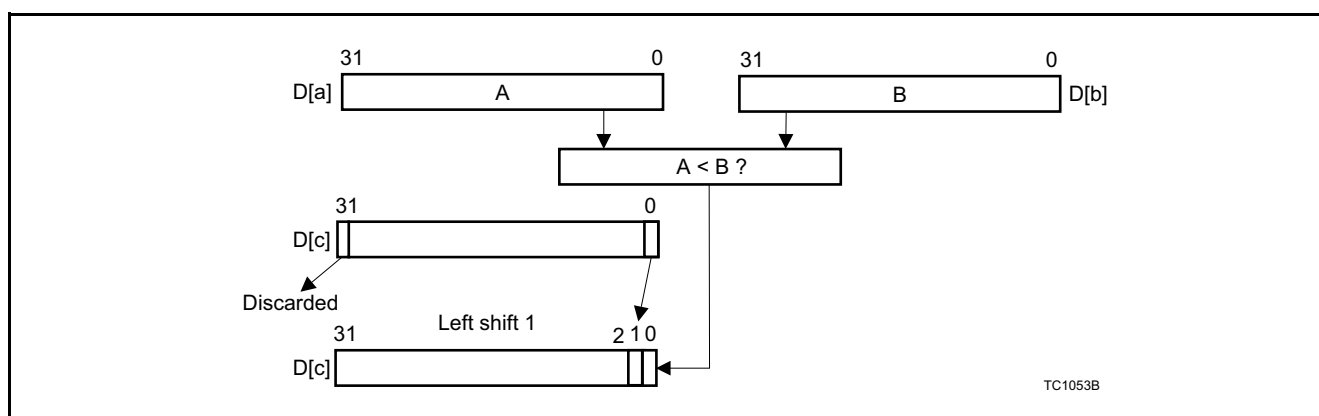 31 0 31 0
D[a] A B D[b]
A < B ?
31 0
D[c]
Discarded
Left shift 1
31 2 1 0
D[c]
TC1053B